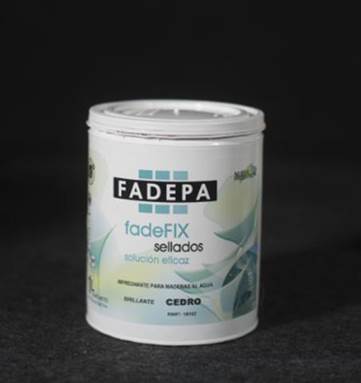 FADEPA
fadeFIX
sellados
solución eficaz
IMPREGNANTE PARA MADERAS AL AGUA
BRILLANTE CEDRO